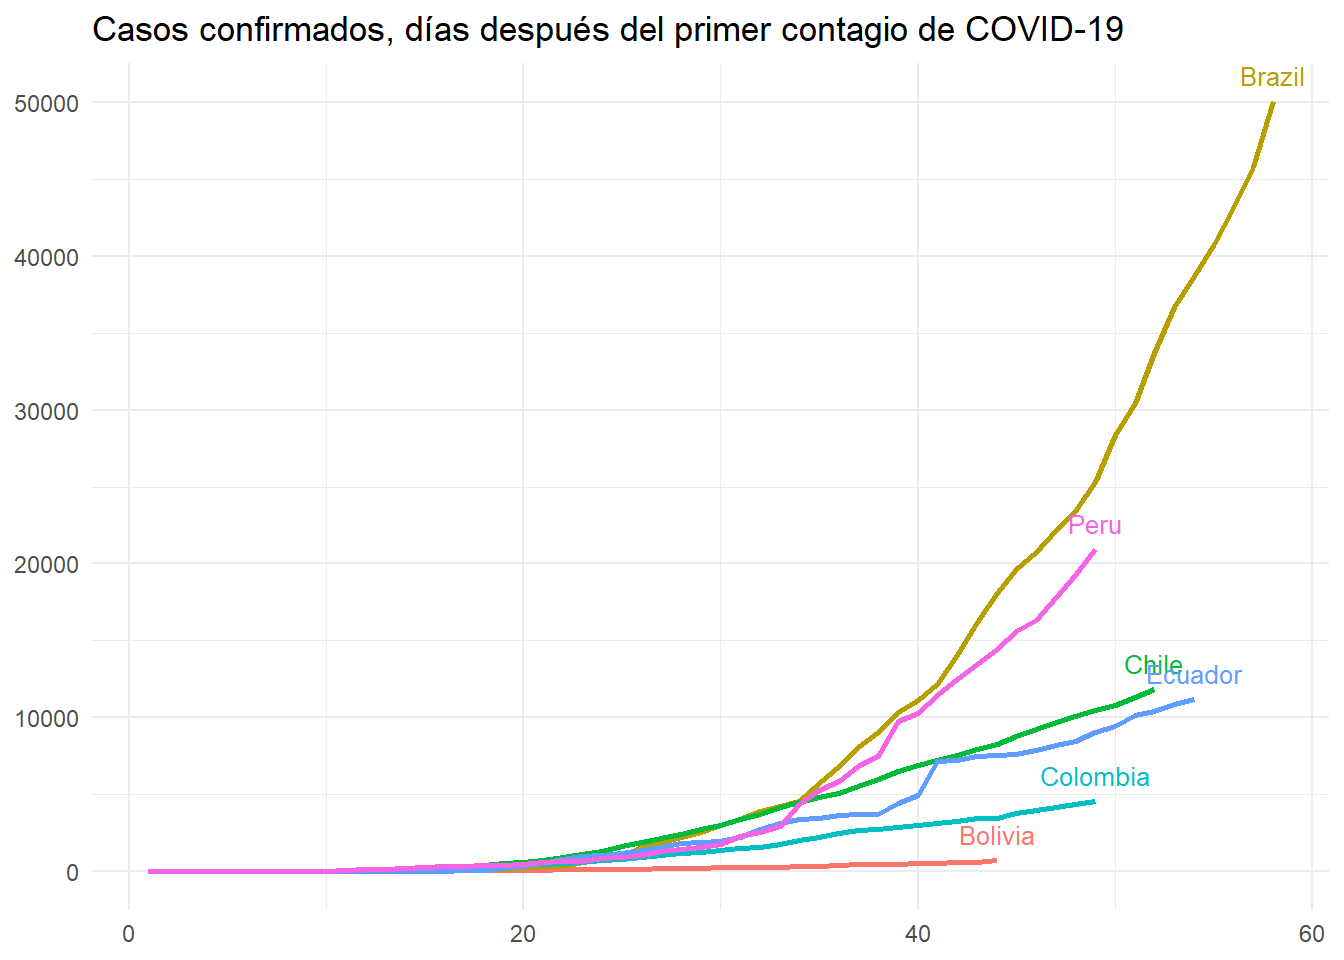 Casos confirmados, días después del primer contagio de COVID-19
Brazil
50000
40000
30000
Peru
20000
Chile
Ecuador
10000
Colombia
Bolivia
0
0 20 40 60